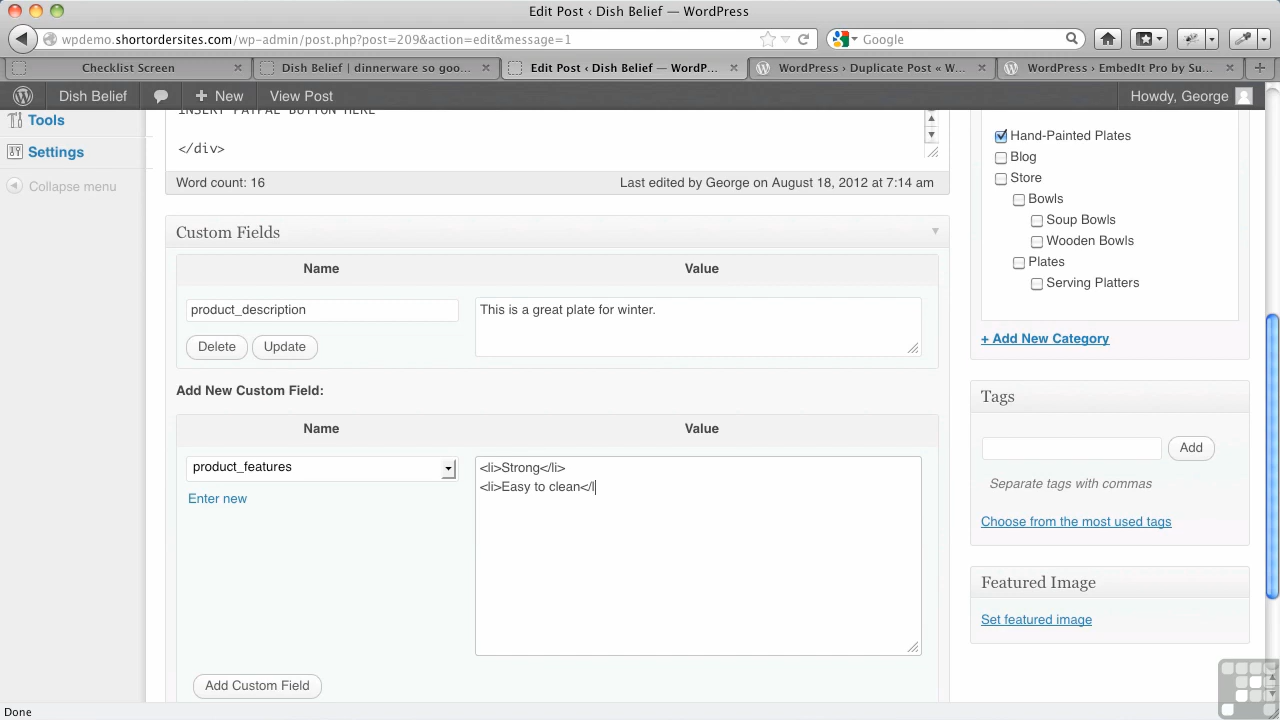 Edit Post ‹ Dish Belief — WordPress
wpdemo.shortordersites.com/wp-admin/post.php?post=209&action=edit&message=1
Google
Checklist Screen
Dish Belief | dinnerware so goo...
Edit Post ‹ Dish Belief — WordP...
WordPress › Duplicate Post « W...
WordPress › EmbedIt Pro by Su...
Dish Belief
New
View Post
Howdy, George
Tools
Settings
Collapse menu
INSERT PAYPAL BUTTON HERE
</div>
Word count: 16
Last edited by George on August 18, 2012 at 7:14 am
Custom Fields
Name
Value
product_description
This is a great plate for winter.
Delete
Update
Add New Custom Field:
Name
Value
product_features
<li>Strong</li>
<li>Easy to clean</l
Enter new
Add Custom Field
Hand-Painted Plates
Blog
Store
Bowls
Soup Bowls
Wooden Bowls
Plates
Serving Platters
+ Add New Category
Tags
Add
Separate tags with commas
Choose from the most used tags
Featured Image
Set featured image
Done